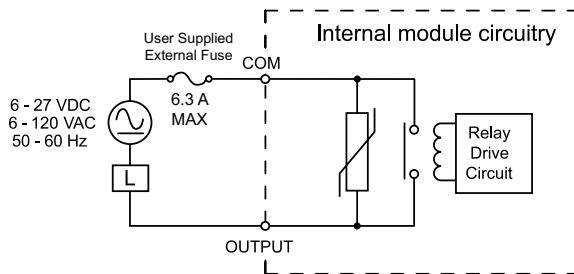 User Supplied
External Fuse
Internal module circuitry
COM
6.3 A
MAX
6 - 27 VDC
6 - 120 VAC
50 - 60 Hz
L
Relay
Drive
Circuit
OUTPUT